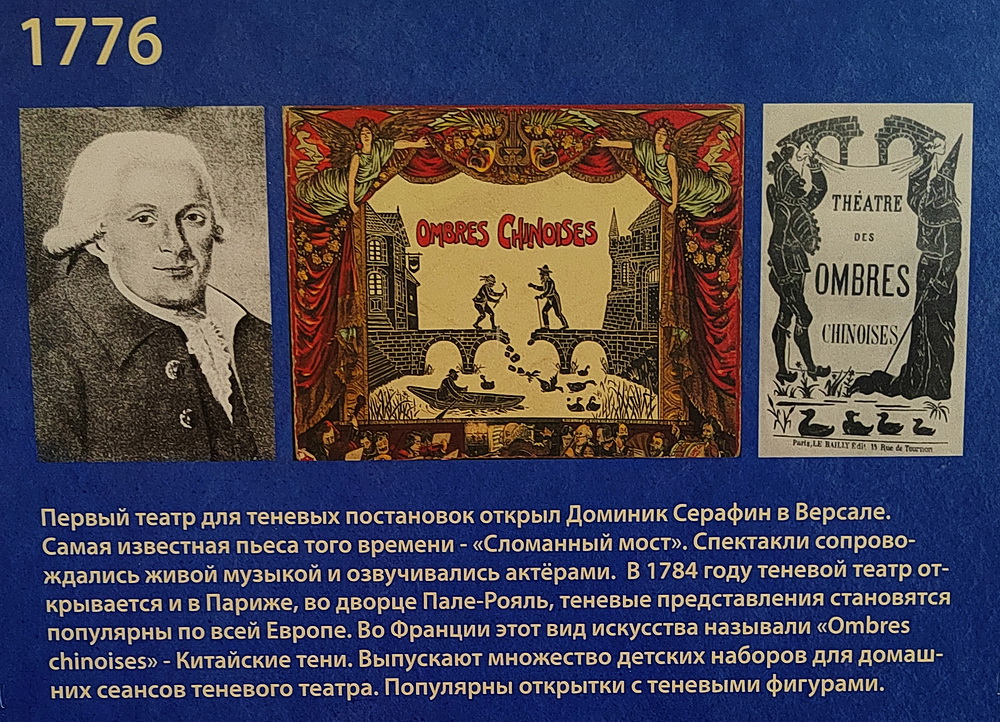 1776
OMBRES CHINOISES
THÉATRE
DES
OMBRES
CHINOISES
Paris, LE BAILLY Édit. 15 Rue de Tournon
Первый театр для теневых постановок открыл Доминик Серафин в Версале.
Самая известная пьеса того времени - «Сломанный мост». Спектакли сопрово-
ждались живой музыкой и озвучивались актёрами. В 1784 году теневой театр от-
крывается и в Париже, во дворце Пале-Рояль, теневые представления становятся
популярны по всей Европе. Во Франции этот вид искусства называли «Ombres
chinoises» - Китайские тени. Выпускают множество детских наборов для домаш-
них сеансов теневого театра. Популярны открытки с теневыми фигурами.